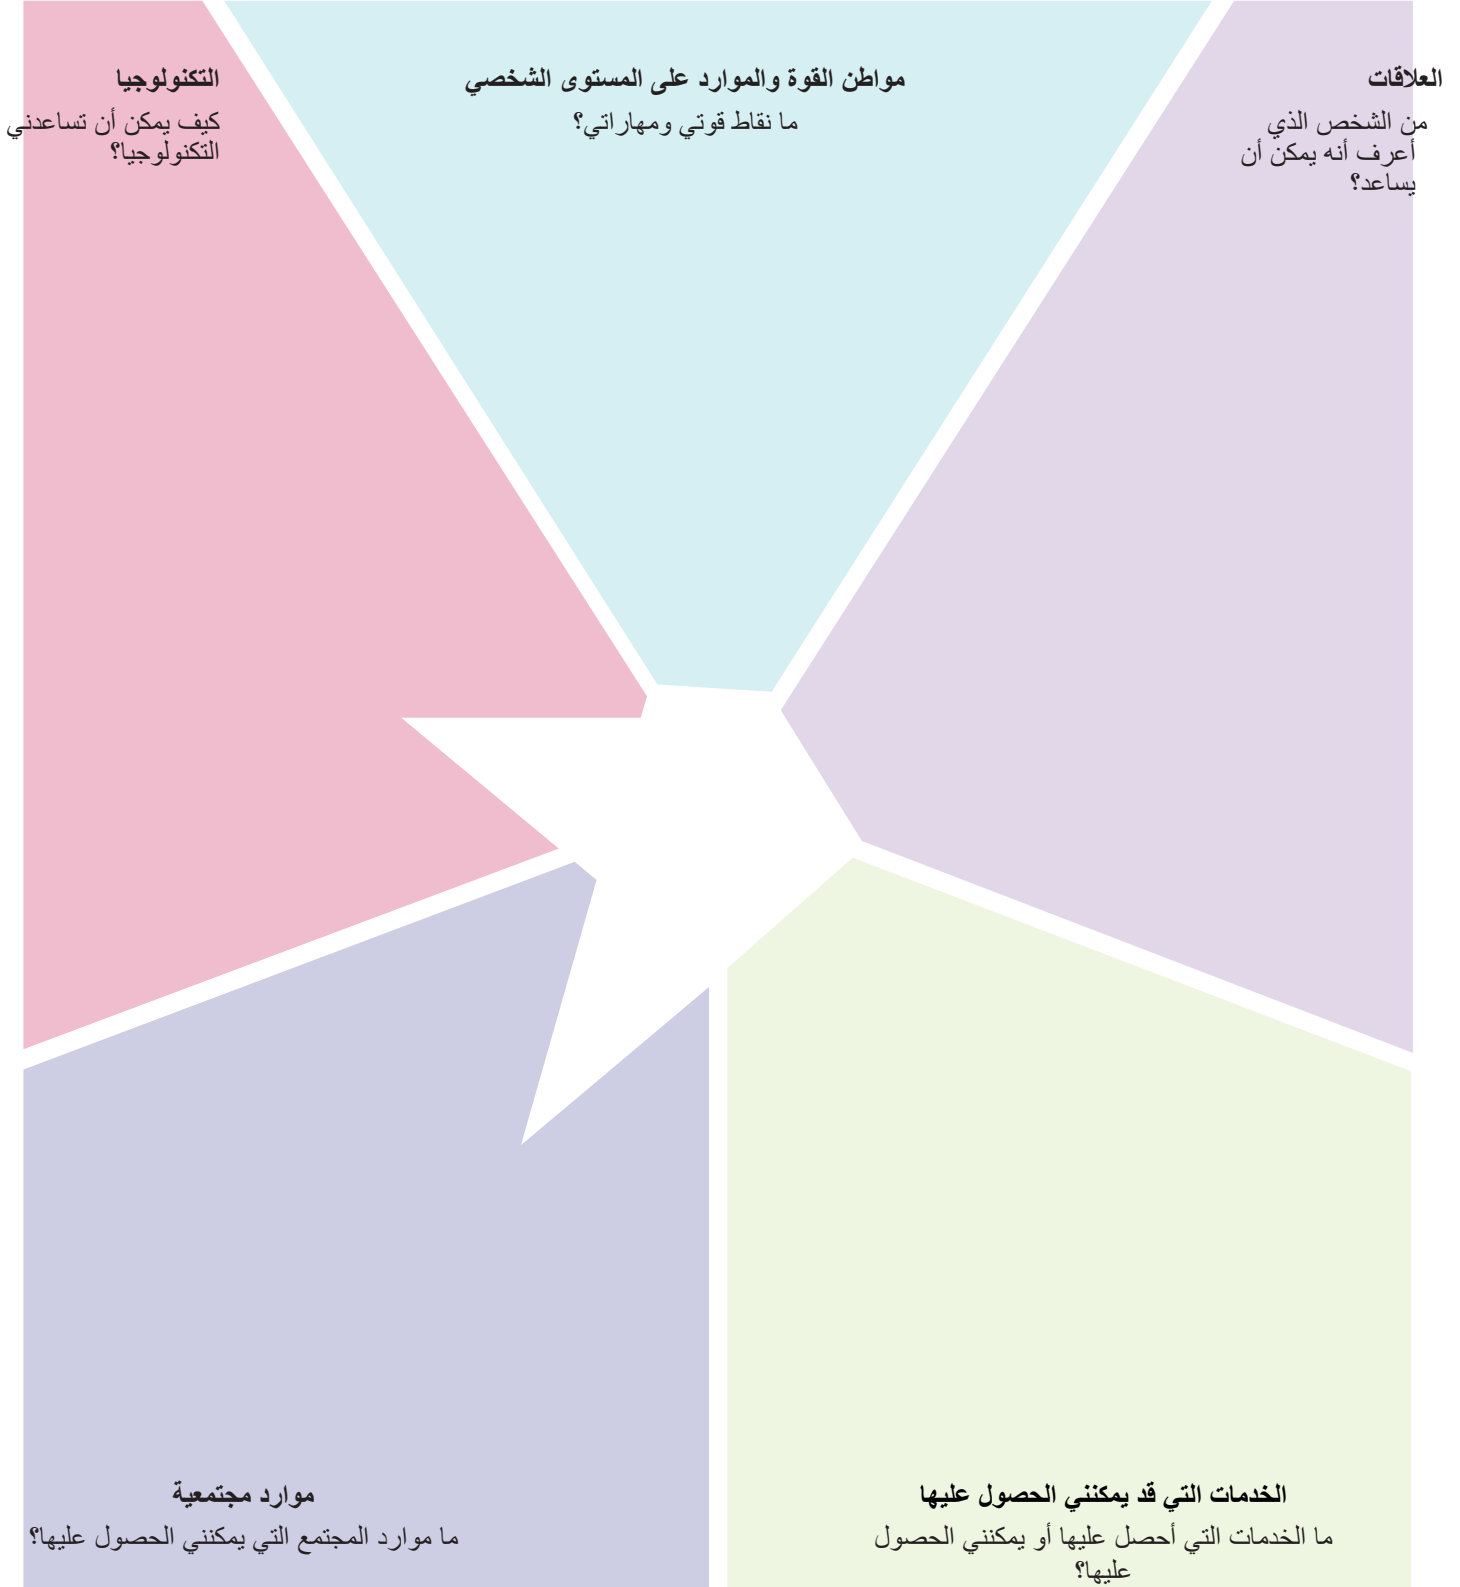 العلاقات
من الشخص الذي
أعرف أنه يمكن أن
يساعد؟
مواطن القوة والموارد على المستوى الشخصي
ما نقاط قوتي ومهاراتي؟
التكنولوجيا
كيف يمكن أن تساعدني
التكنولوجيا؟
الخدمات التي قد يمكنني الحصول عليها
ما الخدمات التي أحصل عليها أو يمكنني الحصول
عليها؟
موارد مجتمعية
ما موارد المجتمع التي يمكنني الحصول عليها؟